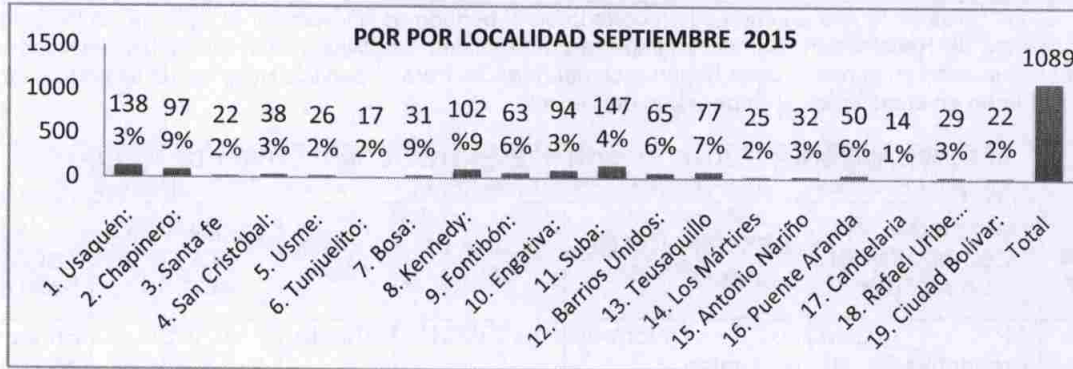 PQR POR LOCALIDAD SEPTIEMBRE 2015
1500
1000
500
0
138 97 22 38 26 17 31 102 63 94 147 65 77 25 32 50 14 29 22 1089
3% 9% 2% 3% 2% 2% 9% %9 6% 3% 4% 6% 7% 2% 3% 6% 1% 3% 2%
1. Usaquén:
2. Chapinero:
3. Santa fe
4. San Cristóbal:
5. Usme:
6. Tunjuelito:
7. Bosa:
8. Kennedy:
9. Fontibon:
10. Engativa:
11. Suba:
12. Barrios Unidos:
13. Teusaquillo
14. Los Mártires
15. Antonio Nariño
16. Puente Aranda
17. Candelaria
18. Rafael Uribe...
19. Ciudad Bolívar:
Total